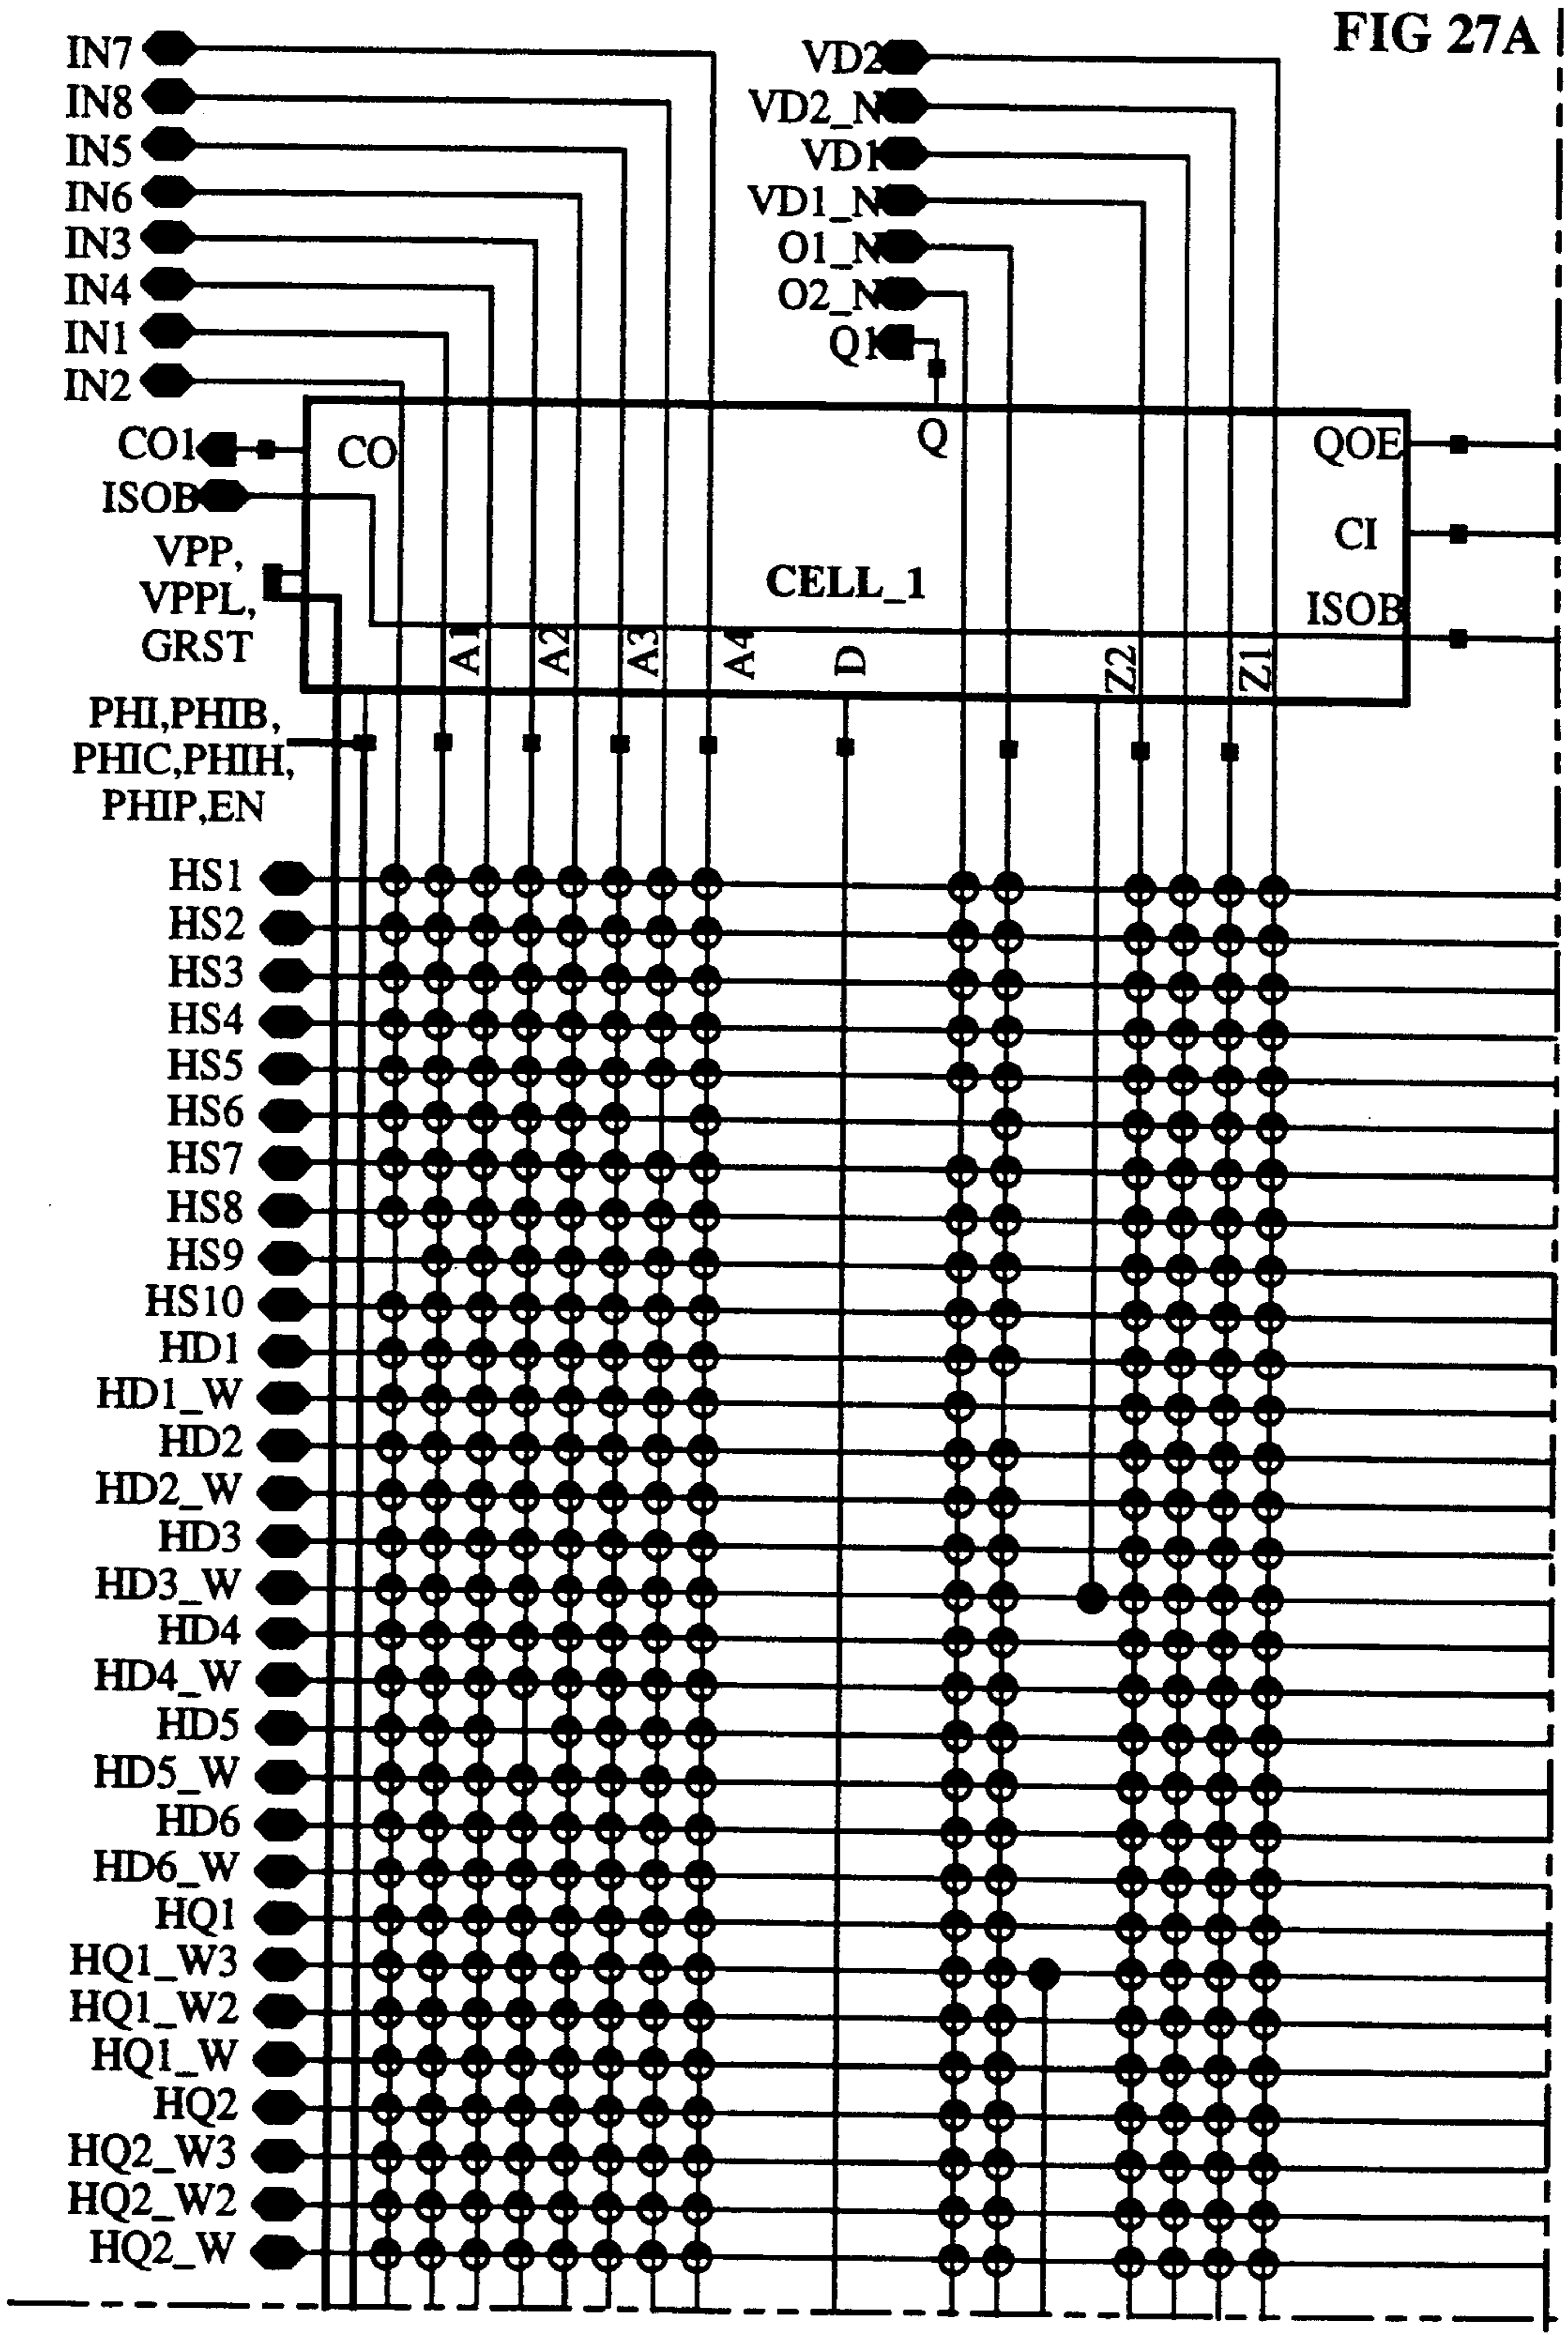 FIG 27A
IN7
IN8
IN5
IN6
IN3
IN4
IN1
IN2
VD2
VD2_N
VD1
VD1_N
O1_N
O2_N
Q1
CO1
ISOB
VPP,
VPPL,
GRST
CO
Q
QOE
CI
ISOB
CELL_1
A1
A2
A3
A4
D
Z2
Z1
PHI,PHIB,
PHIC,PHIH,
PHIP,EN
HS1
HS2
HS3
HS4
HS5
HS6
HS7
HS8
HS9
HS10
HD1
HD1_W
HD2
HD2_W
HD3
HD3_W
HD4
HD4_W
HD5
HD5_W
HD6
HD6_W
HQ1
HQ1_W3
HQ1_W2
HQ1_W
HQ2
HQ2_W3
HQ2_W2
HQ2_W